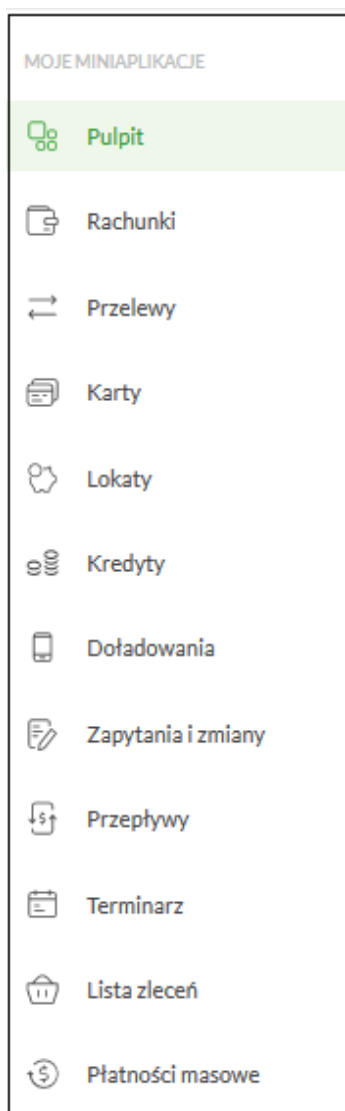 MOJE MINIAPLIKACJE
Pulpit
Rachunki
Przelewy
Karty
Lokaty
Kredyty
Doładowania
Zapytania i zmiany
Przepływy
Terminarz
Lista zleceń
Płatności masowe